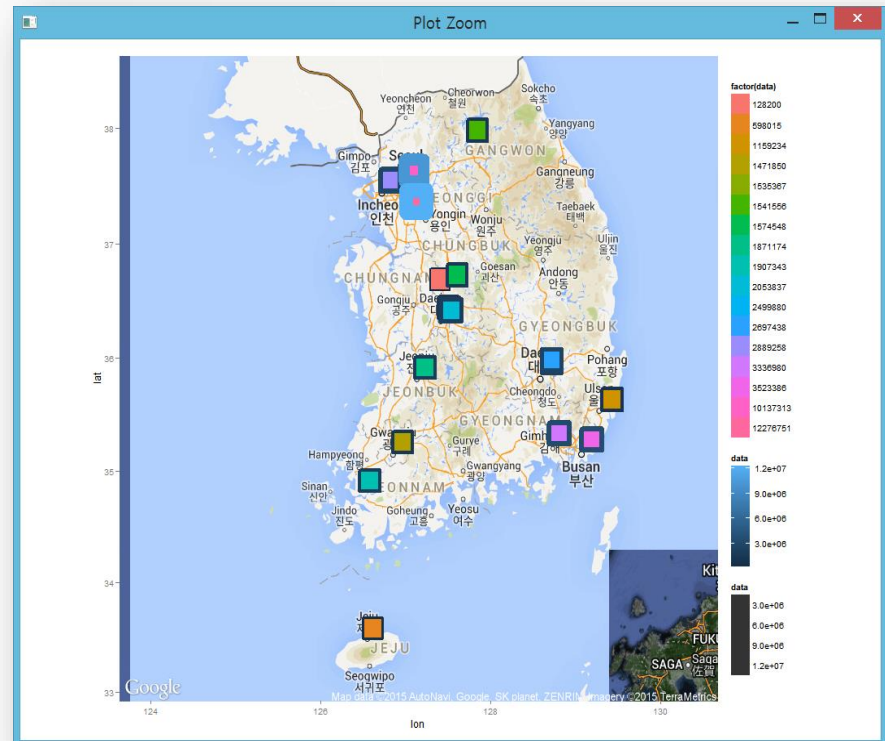 Plot Zoom
Sokcho
속초
Cheorwon
철원
Yeoncheon
연천
Yangyang
양양
38
GANGWON
Gimpo
김포
Gangneung
강릉
Incheon
인천
Yongin
용인
Wonju
원주
Taebaek
태백
37
CHUNGBUK
Yeongju
영주
Uljin
울진
CHUNGNAM
Goesan
괴산
Andong
안동
Gongju
공주
GYEONGBUK
36
Pohang
포항
JEONBUK
Cheongdo
청도
GYEONGNAM
Gurye
구례
Busan
부산
Hampyeong
함평
35
Gwangyang
광양
Sinan
신안
Jindo
진도
Goheung
고흥
Yeosu
여수
34
JEJU
Seogwipo
서귀포
33
SAGA
Saga
佐賀
Google
Map data ©2015 AutoNavi, Google, SK planet, ZENRIN Imagery ©2015 TerraMetrics
124
126
128
130
lon
lat
factor(data)
128200
598015
1159234
1471850
1535367
1541556
1574548
1871174
1907343
2053837
2499880
2697438
2889258
3336980
3523386
10137313
12276751
data
1.2e+07
9.0e+06
6.0e+06
3.0e+06
data
3.0e+06
6.0e+06
9.0e+06
1.2e+07